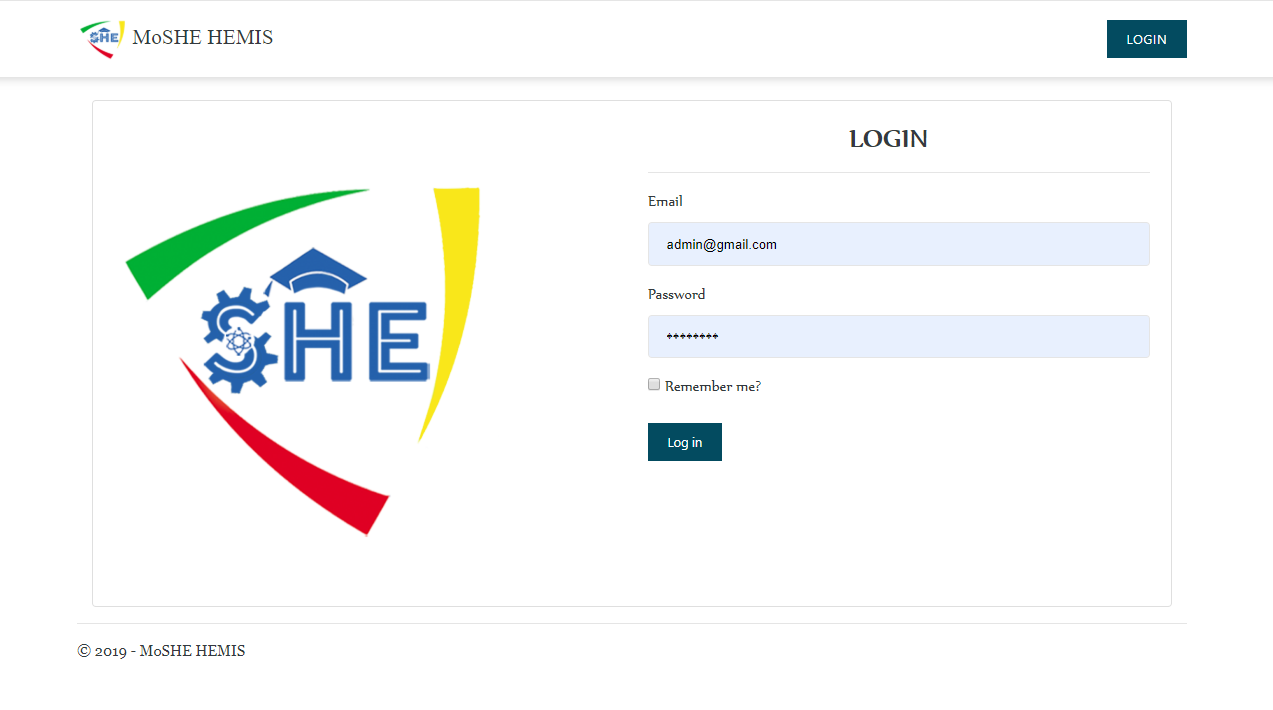 SHE MoSHE HEMIS
LOGIN
LOGIN
SHE
Email
admin@gmail.com
Password
********
Remember me?
Log in
© 2019 - MoSHE HEMIS